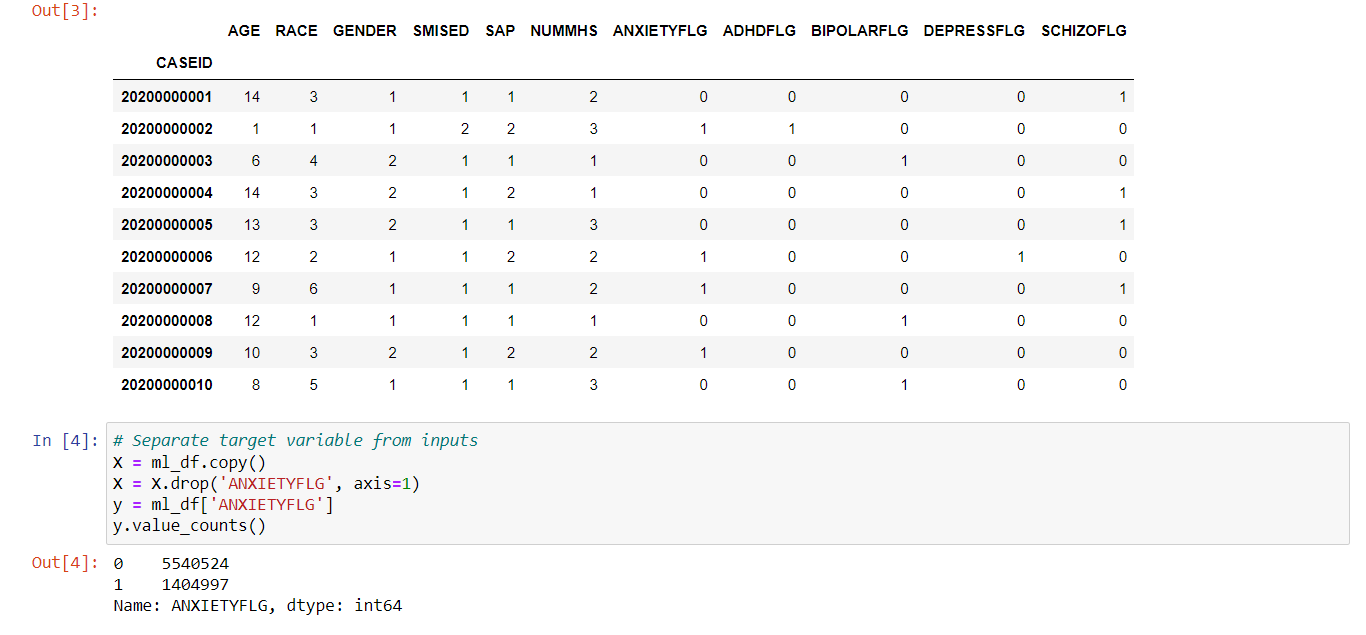 Out[3]:
AGE RACE GENDER SMISED SAP NUMMHS ANXIETYFLG ADHDFLG BIPOLARFLG DEPRESSFLG SCHIZOFLG
CASEID
20200000001 14 3 1 1 1 2 0 0 0 0 1
20200000002 1 1 1 2 2 3 1 1 0 0 0
20200000003 6 4 2 1 1 1 0 0 1 0 0
20200000004 14 3 2 1 2 1 0 0 0 0 1
20200000005 13 3 2 1 1 3 0 0 0 0 1
20200000006 12 2 1 1 2 2 1 0 0 1 0
20200000007 9 6 1 1 1 2 1 0 0 0 1
20200000008 12 1 1 1 1 1 0 0 1 0 0
20200000009 10 3 2 1 2 2 1 0 0 0 0
20200000010 8 5 1 1 1 3 0 0 1 0 0
In [4]: # Separate target variable from inputs
X = ml_df.copy()
X = X.drop('ANXIETYFLG', axis=1)
y = ml_df['ANXIETYFLG']
y.value_counts()
Out[4]: 0 5540524
1 1404997
Name: ANXIETYFLG, dtype: int64